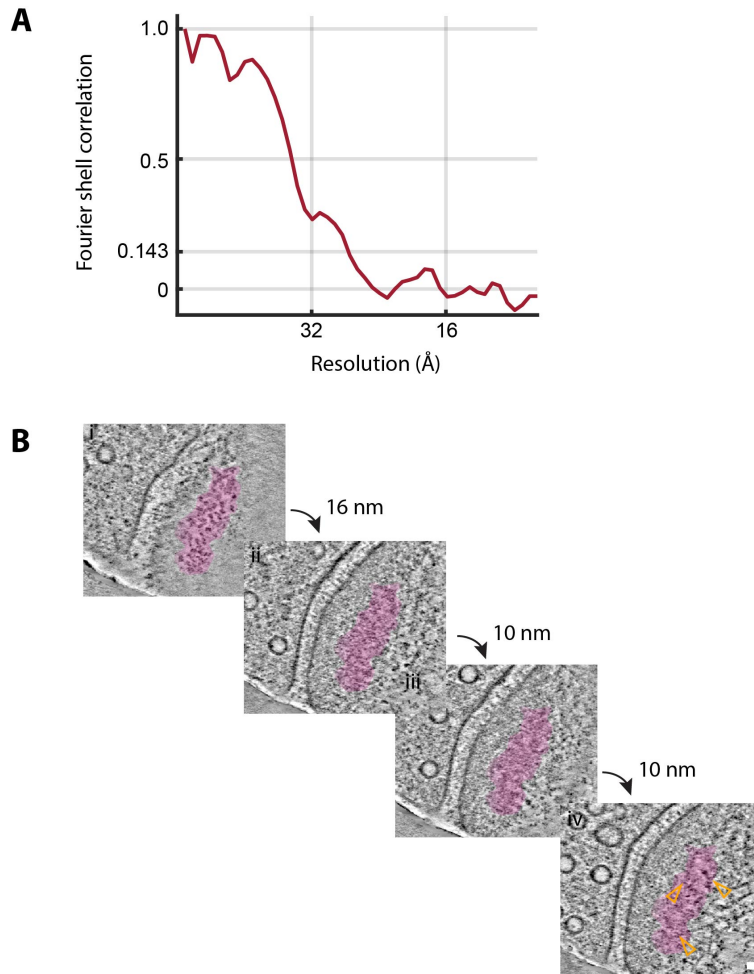 A
1.0
0.5
0.143
0
Fourier shell correlation
32
16
Resolution (Å)
B
i
16 nm
ii
10 nm
iii
10 nm
iv